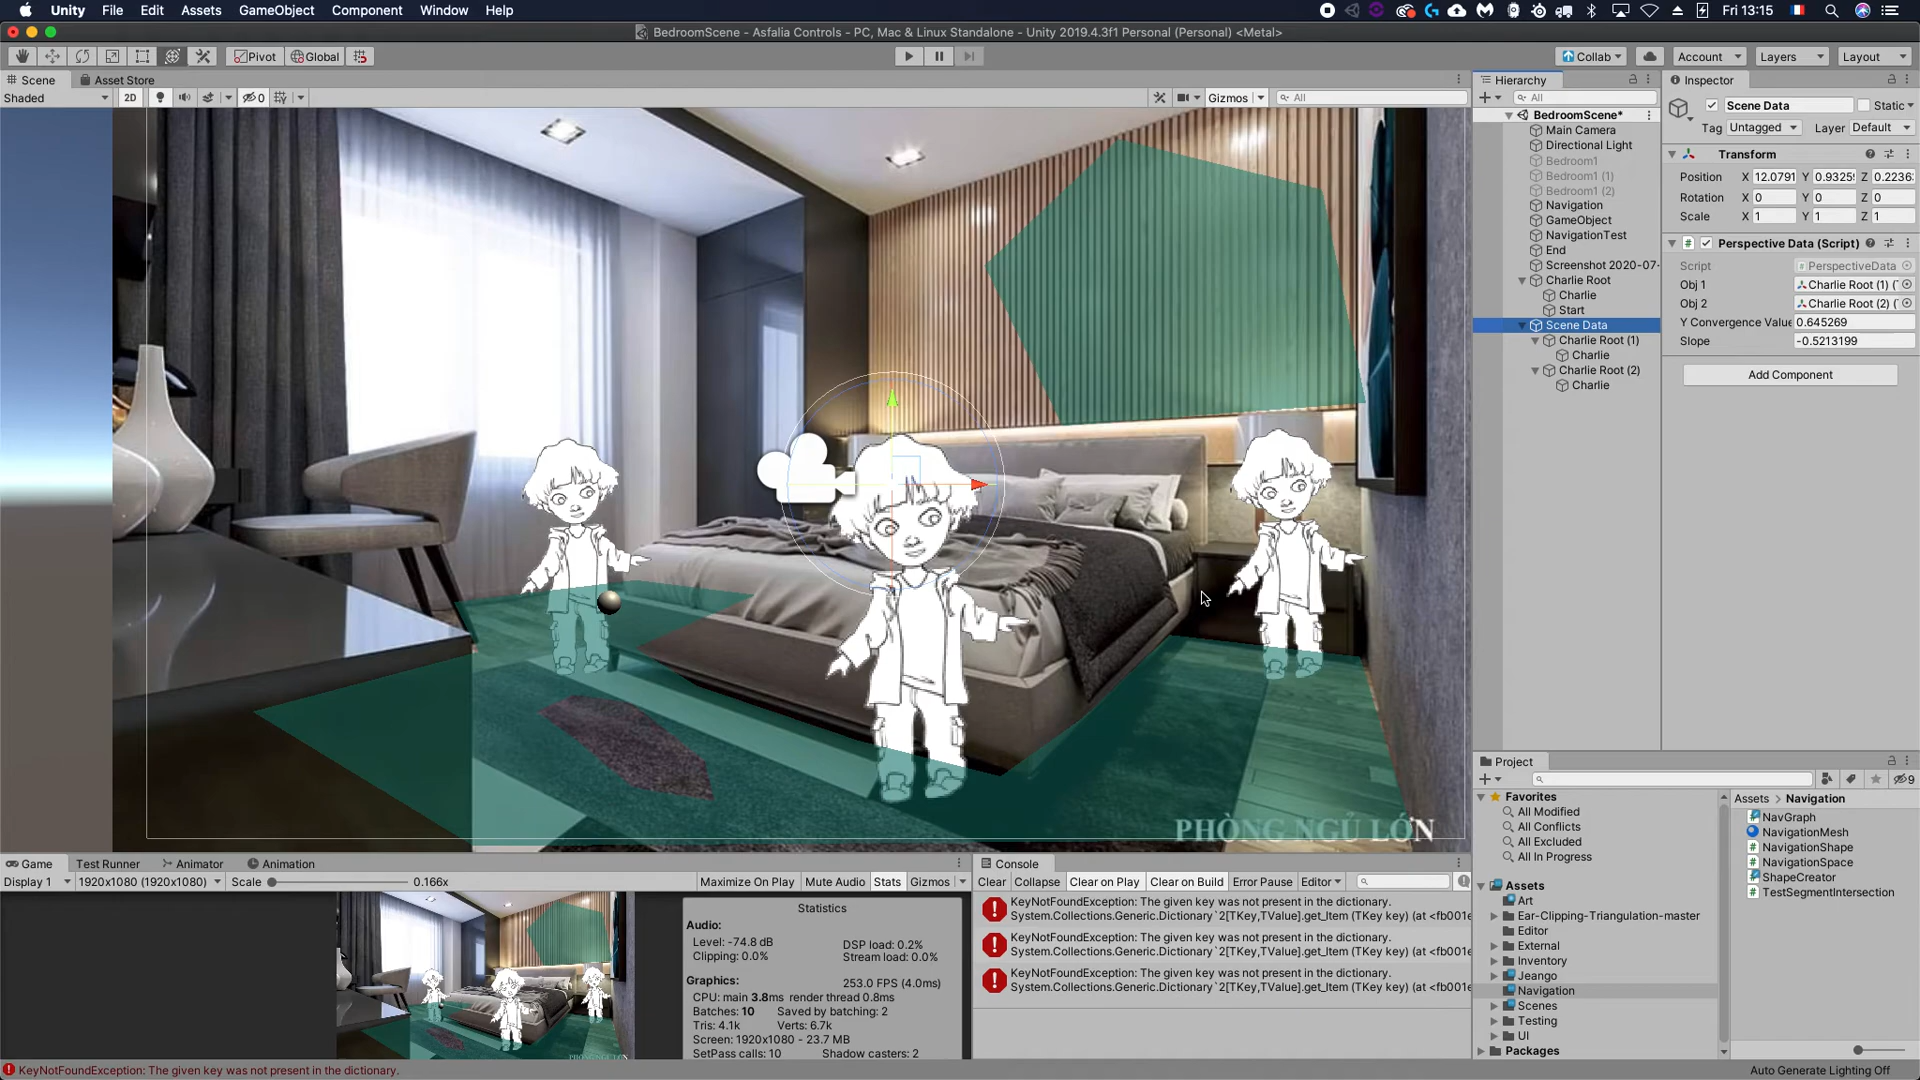 Unity File Edit Assets GameObject Component Window Help Fri 13:15
BedroomScene - Asfalia Controls - PC, Mac & Linux Standalone - Unity 2019.4.3f1 Personal (Personal) <Metal>
Pivot Global Collab Account Layers Layout
Scene Asset Store
Shaded 2D 0 Gizmos All
Hierarchy
All
BedroomScene*
Main Camera
Directional Light
Bedroom1
Bedroom1 (1)
Bedroom1 (2)
Navigation
GameObject
NavigationTest
End
Screenshot 2020-07-
Charlie Root
Charlie
Start
Scene Data
Charlie Root (1)
Charlie
Charlie Root (2)
Charlie
Inspector
Scene Data Static
Tag Untagged Layer Default
Transform
Position X 12.0791 Y 0.9325 Z 0.2236
Rotation X 0 Y 0 Z 0
Scale X 1 Y 1 Z 1
Perspective Data (Script)
Script PerspectiveData
Obj 1 Charlie Root (1) (
Obj 2 Charlie Root (2) (
Y Convergence Value 0.645269
Slope -0.5213199
Add Component
PHÒNG NGỦ LỚN
Project
9
Favorites
All Modified
All Conflicts
All Excluded
All In Progress
Assets
Art
Ear-Clipping-Triangulation-master
Editor
External
Inventory
Jeango
Navigation
Scenes
Testing
UI
Packages
Assets > Navigation
NavGraph
NavigationMesh
NavigationShape
NavigationSpace
ShapeCreator
TestSegmentIntersection
Game Test Runner Animator Animation
Display 1 1920x1080 (1920x1080) Scale 0.166x Maximize On Play Mute Audio Stats Gizmos
Statistics
Audio:
Level: -74.8 dB DSP load: 0.2%
Clipping: 0.0% Stream load: 0.0%
Graphics: 253.0 FPS (4.0ms)
CPU: main 3.8ms render thread 0.8ms
Batches: 10 Saved by batching: 2
Tris: 4.1k Verts: 6.7k
Screen: 1920x1080 - 23.7 MB
SetPass calls: 10 Shadow casters: 2
Console
Clear Collapse Clear on Play Clear on Build Error Pause Editor
KeyNotFoundException: The given key was not present in the dictionary.
System.Collections.Generic.Dictionary`2[TKey,TValue].get_Item (TKey key) (at <fb001e
KeyNotFoundException: The given key was not present in the dictionary.
System.Collections.Generic.Dictionary`2[TKey,TValue].get_Item (TKey key) (at <fb001e
KeyNotFoundException: The given key was not present in the dictionary.
System.Collections.Generic.Dictionary`2[TKey,TValue].get_Item (TKey key) (at <fb001e
KeyNotFoundException: The given key was not present in the dictionary.
Auto Generate Lighting Off